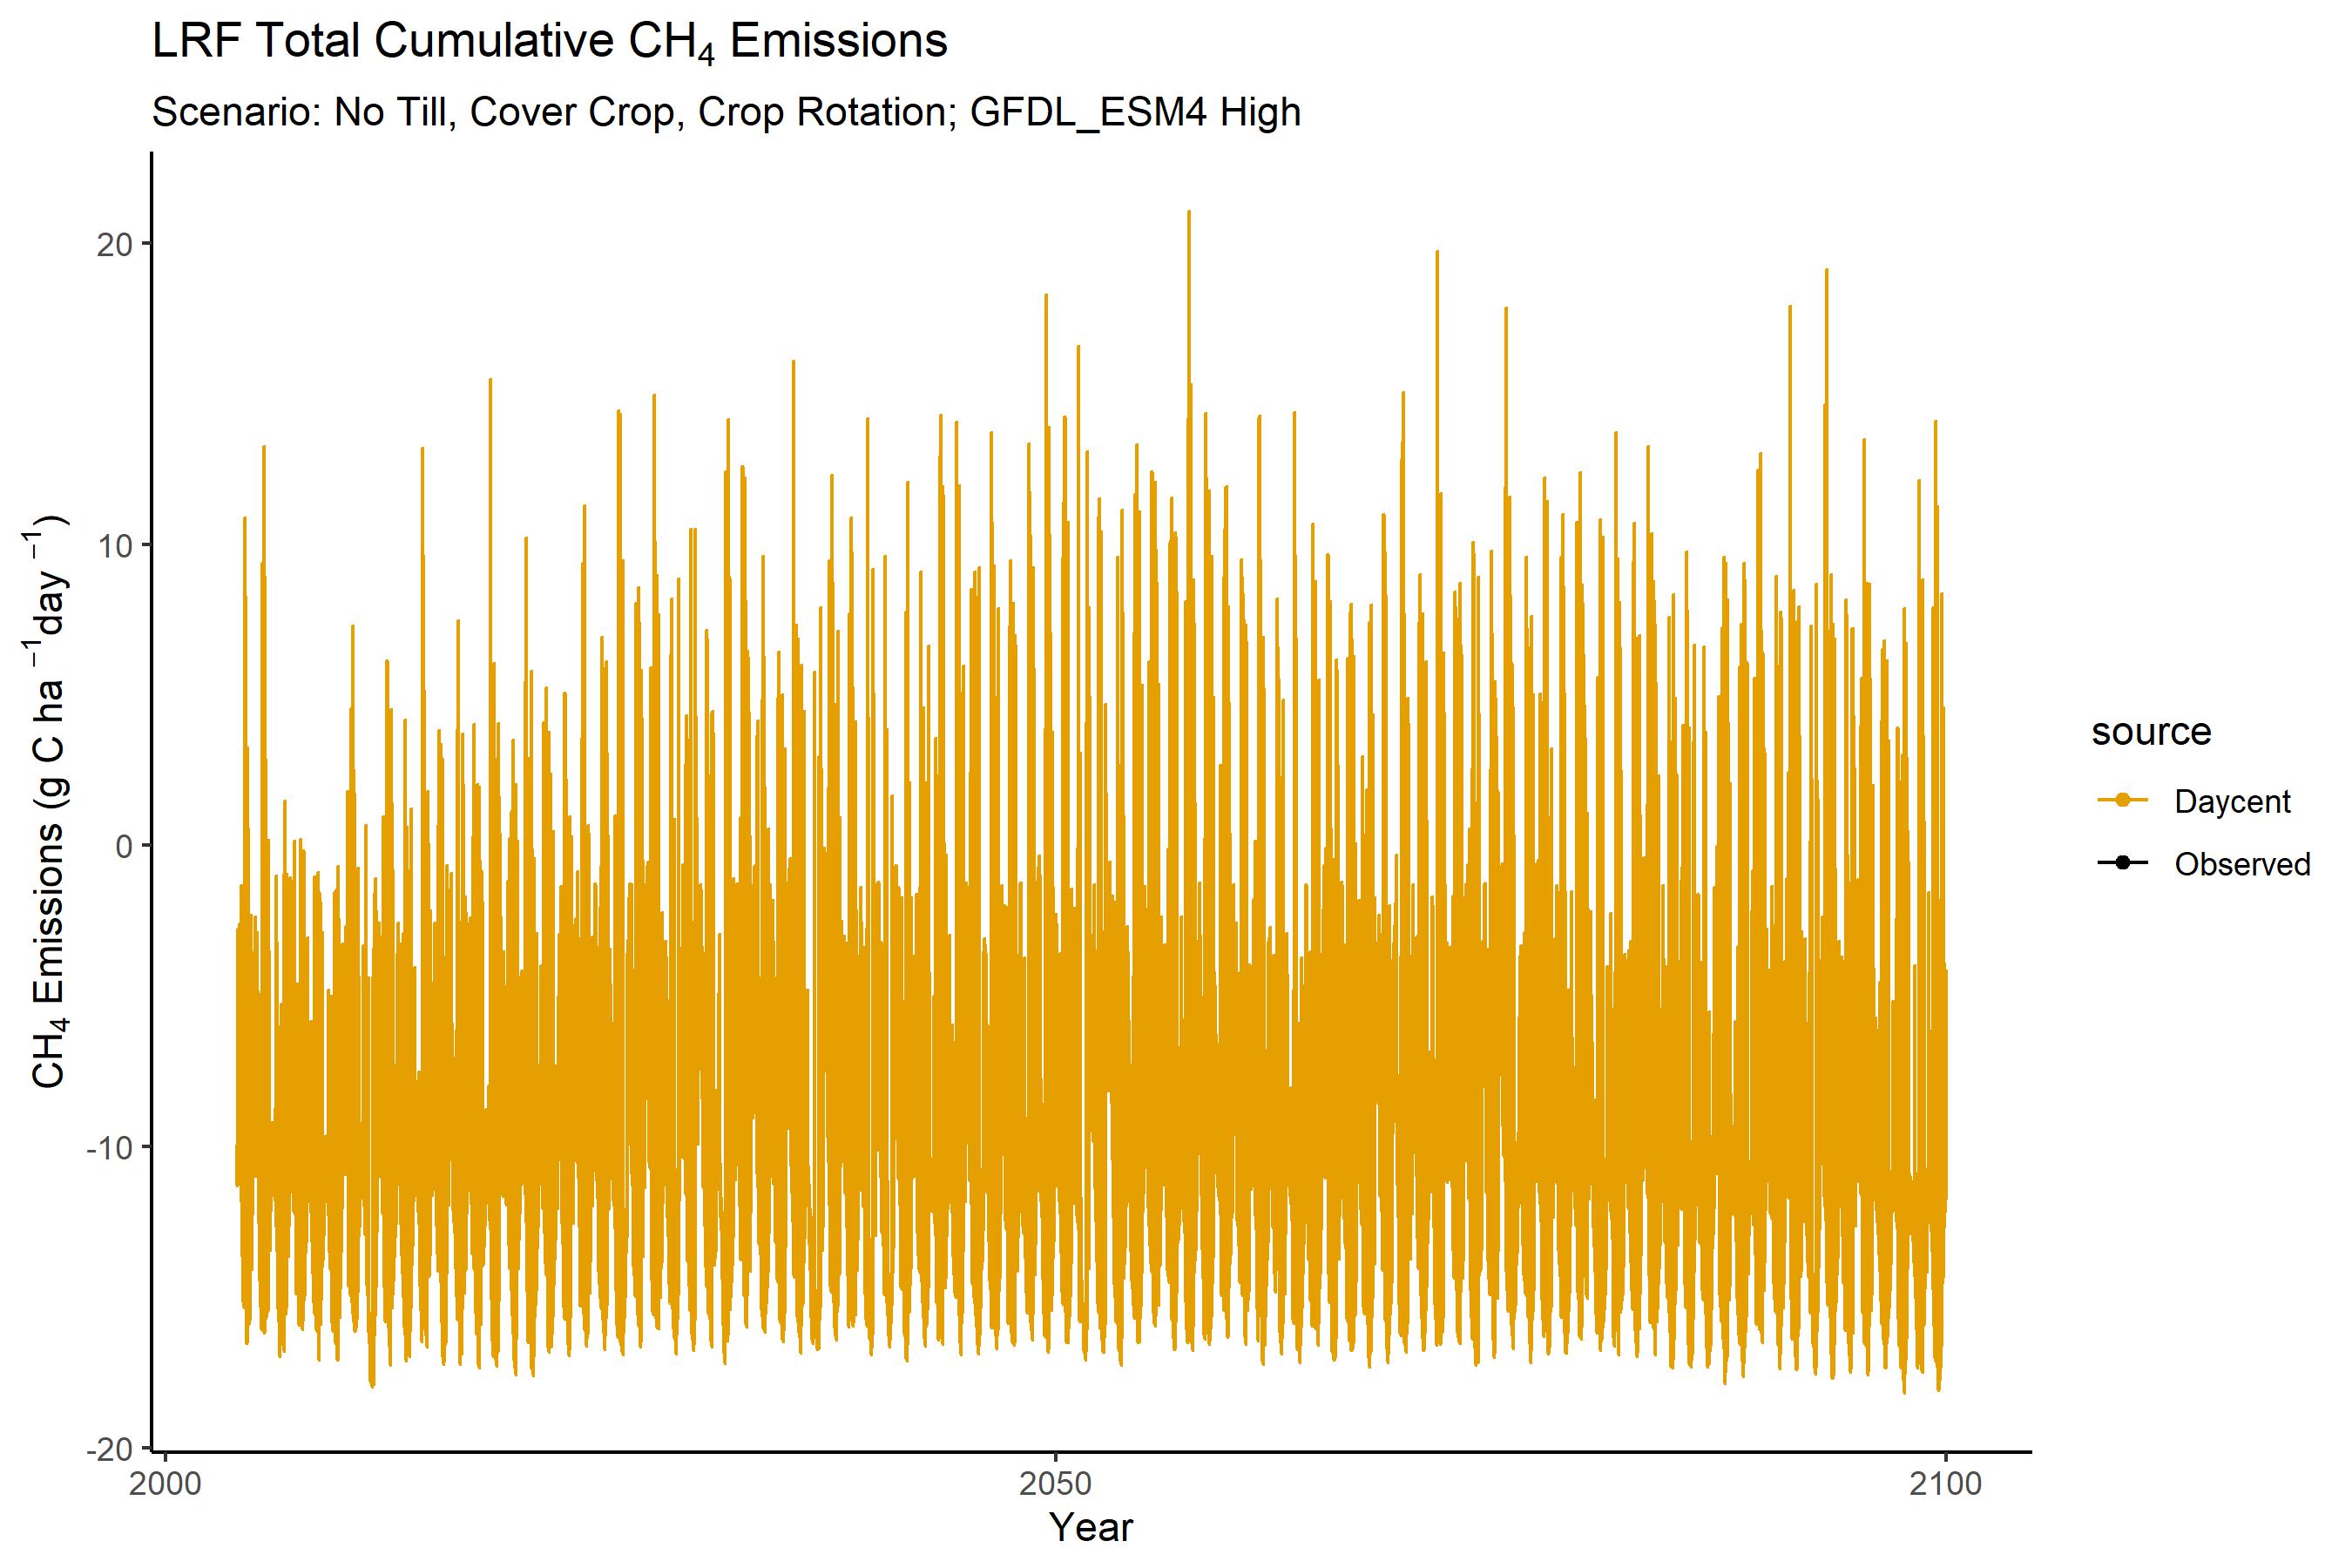 LRF Total Cumulative CH₄ Emissions
Scenario: No Till, Cover Crop, Crop Rotation; GFDL_ESM4 High
CH₄ Emissions (g C ha ⁻¹day ⁻¹)
20
10
0
-10
-20
2000
2050
2100
Year
source
Daycent
Observed